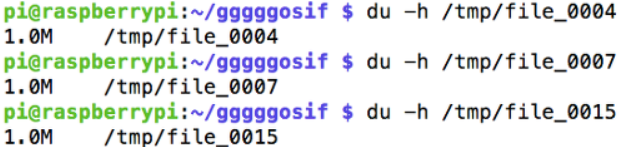 pi@raspberrypi:~/gggggosif $ du -h /tmp/file_0004
1.0M    /tmp/file_0004
pi@raspberrypi:~/gggggosif $ du -h /tmp/file_0007
1.0M    /tmp/file_0007
pi@raspberrypi:~/gggggosif $ du -h /tmp/file_0015
1.0M    /tmp/file_0015